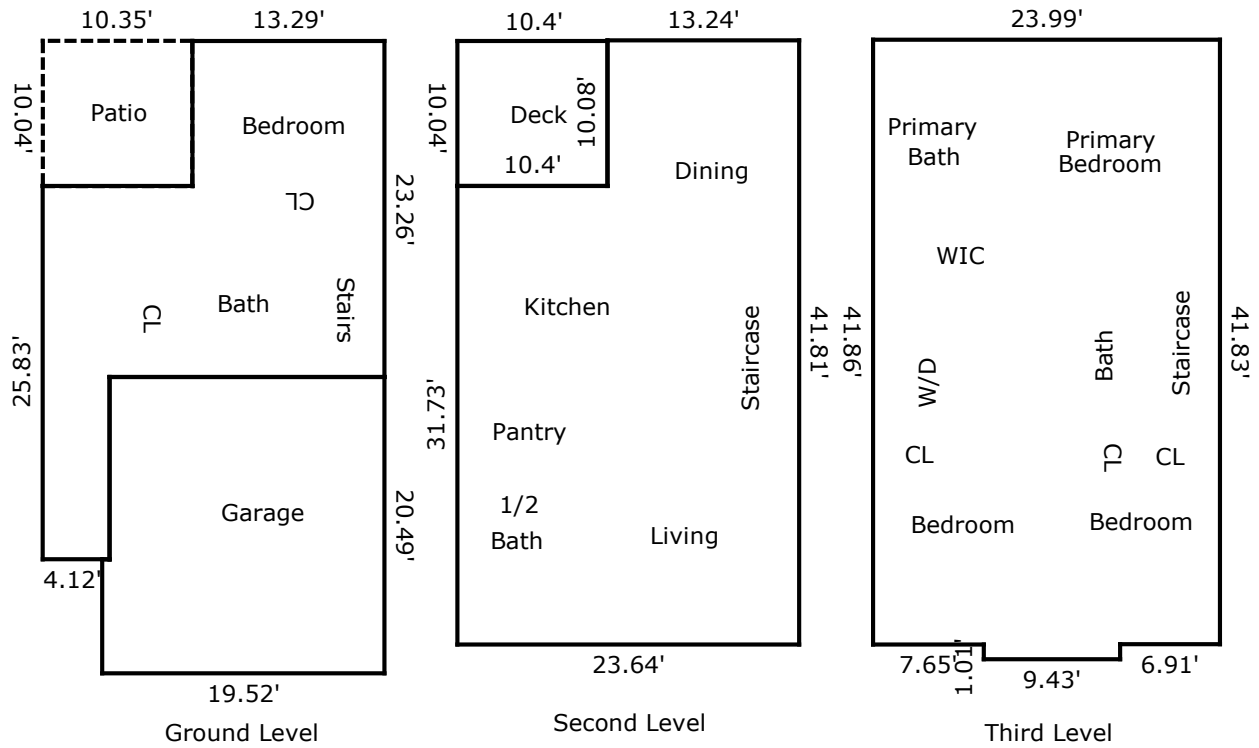 10.35'
13.29'
10.04'
Patio
Bedroom
CL
23.26'
CL
Bath
Stairs
25.83'
Garage
20.49'
4.12'
19.52'
Ground Level
10.4'
13.24'
10.04'
Deck
10.08'
10.4'
Dining
Kitchen
Staircase
41.81'
31.73'
Pantry
1/2
Bath
Living
23.64'
Second Level
23.99'
Primary
Bath
Primary
Bedroom
WIC
41.86'
W/D
Bath
Staircase
41.83'
CL
CL
CL
Bedroom
Bedroom
7.65'
1.01'
9.43'
6.91'
Third Level